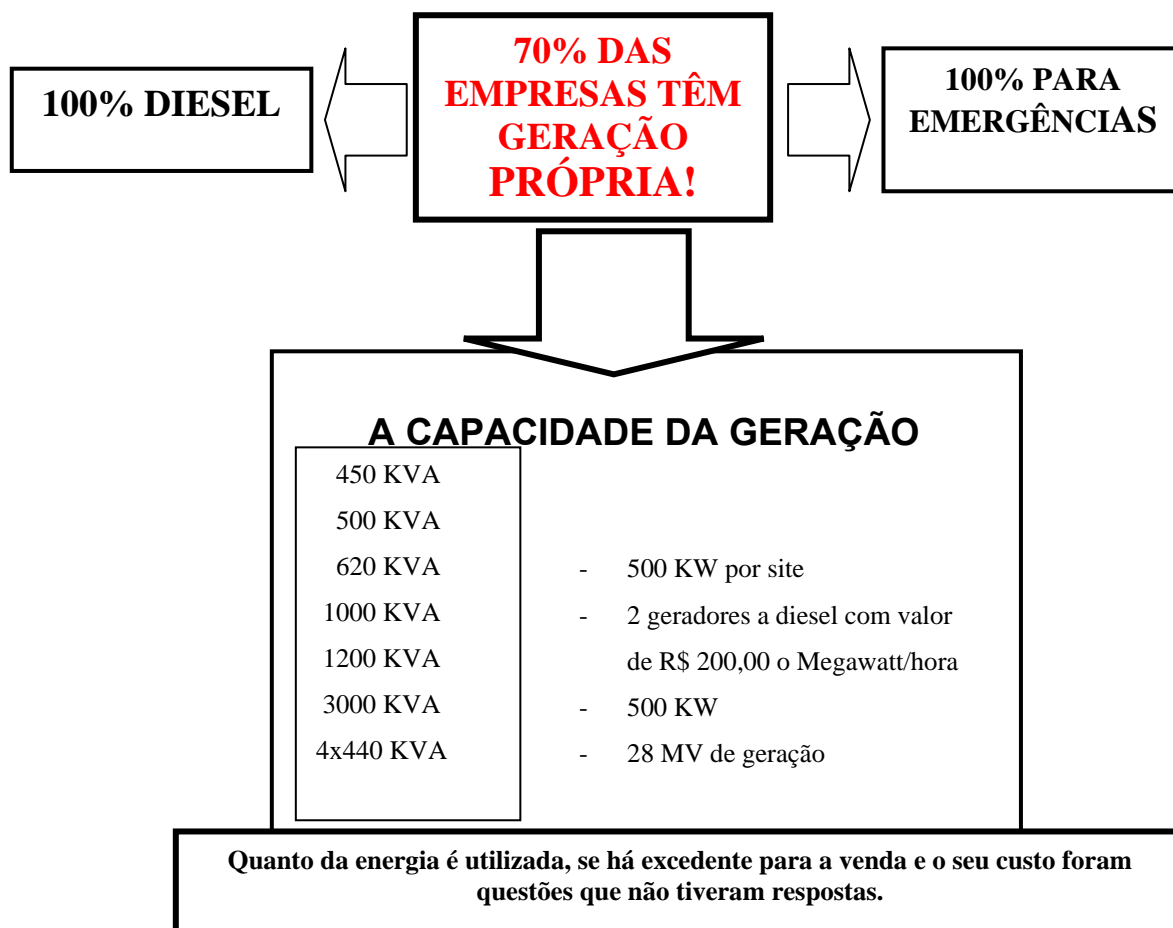 100% DIESEL
70% DAS
EMPRESAS TÊM
GERAÇÃO
PRÓPRIA!
100% PARA
EMERGÊNCIAS
A CAPACIDADE DA GERAÇÃO
450 KVA
500 KVA
620 KVA
1000 KVA
1200 KVA
3000 KVA
4x440 KVA
- 500 KW por site
- 2 geradores a diesel com valor
de R$ 200,00 o Megawatt/hora
- 500 KW
- 28 MV de geração
Quanto da energia é utilizada, se há excedente para a venda e o seu custo foram
questões que não tiveram respostas.